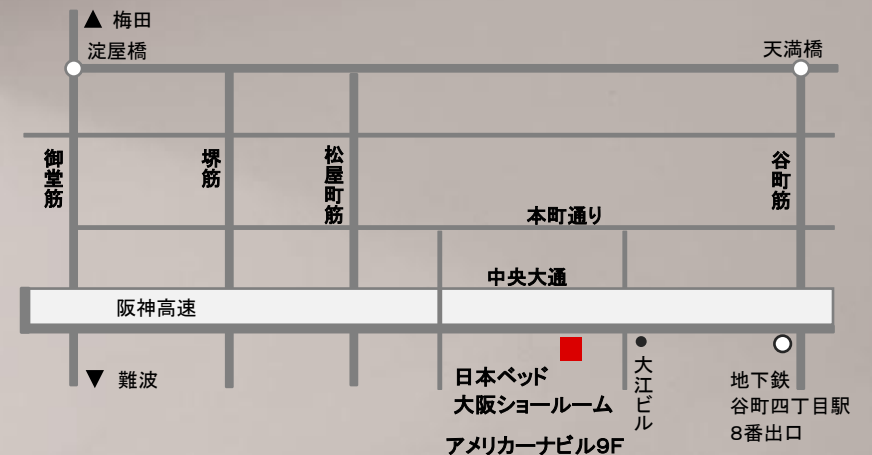 ▲ 梅田
淀屋橋
天満橋
御堂筋
堺筋
松屋町筋
谷町筋
本町通り
中央大通
阪神高速
▼ 難波
日本ベッド
大阪ショールーム
アメリカーナビル9F
大江ビル
地下鉄
谷町四丁目駅
8番出口